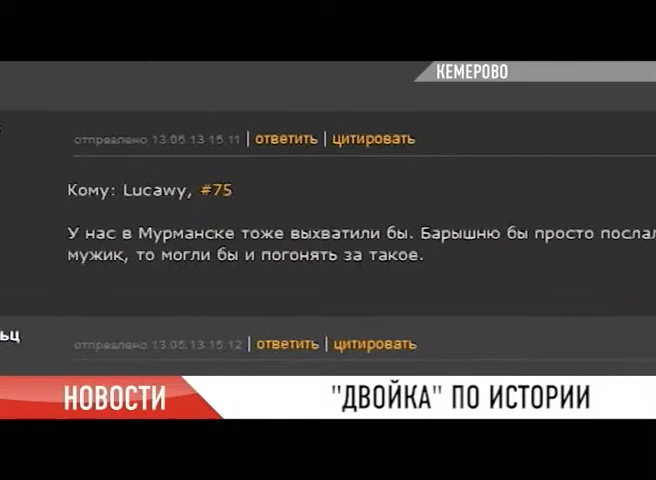 КЕМЕРОВО
отправлено 13.05.13 15.11 | ответить | цитировать
Кому: Lucawy, #75
У нас в Мурманске тоже выхватили бы. Барышню бы просто послал
мужик, то могли бы и погонять за такое.
ьц
отправлено 13.05.13 15.12 | ответить | цитировать
НОВОСТИ
"ДВОЙКА" ПО ИСТОРИИ